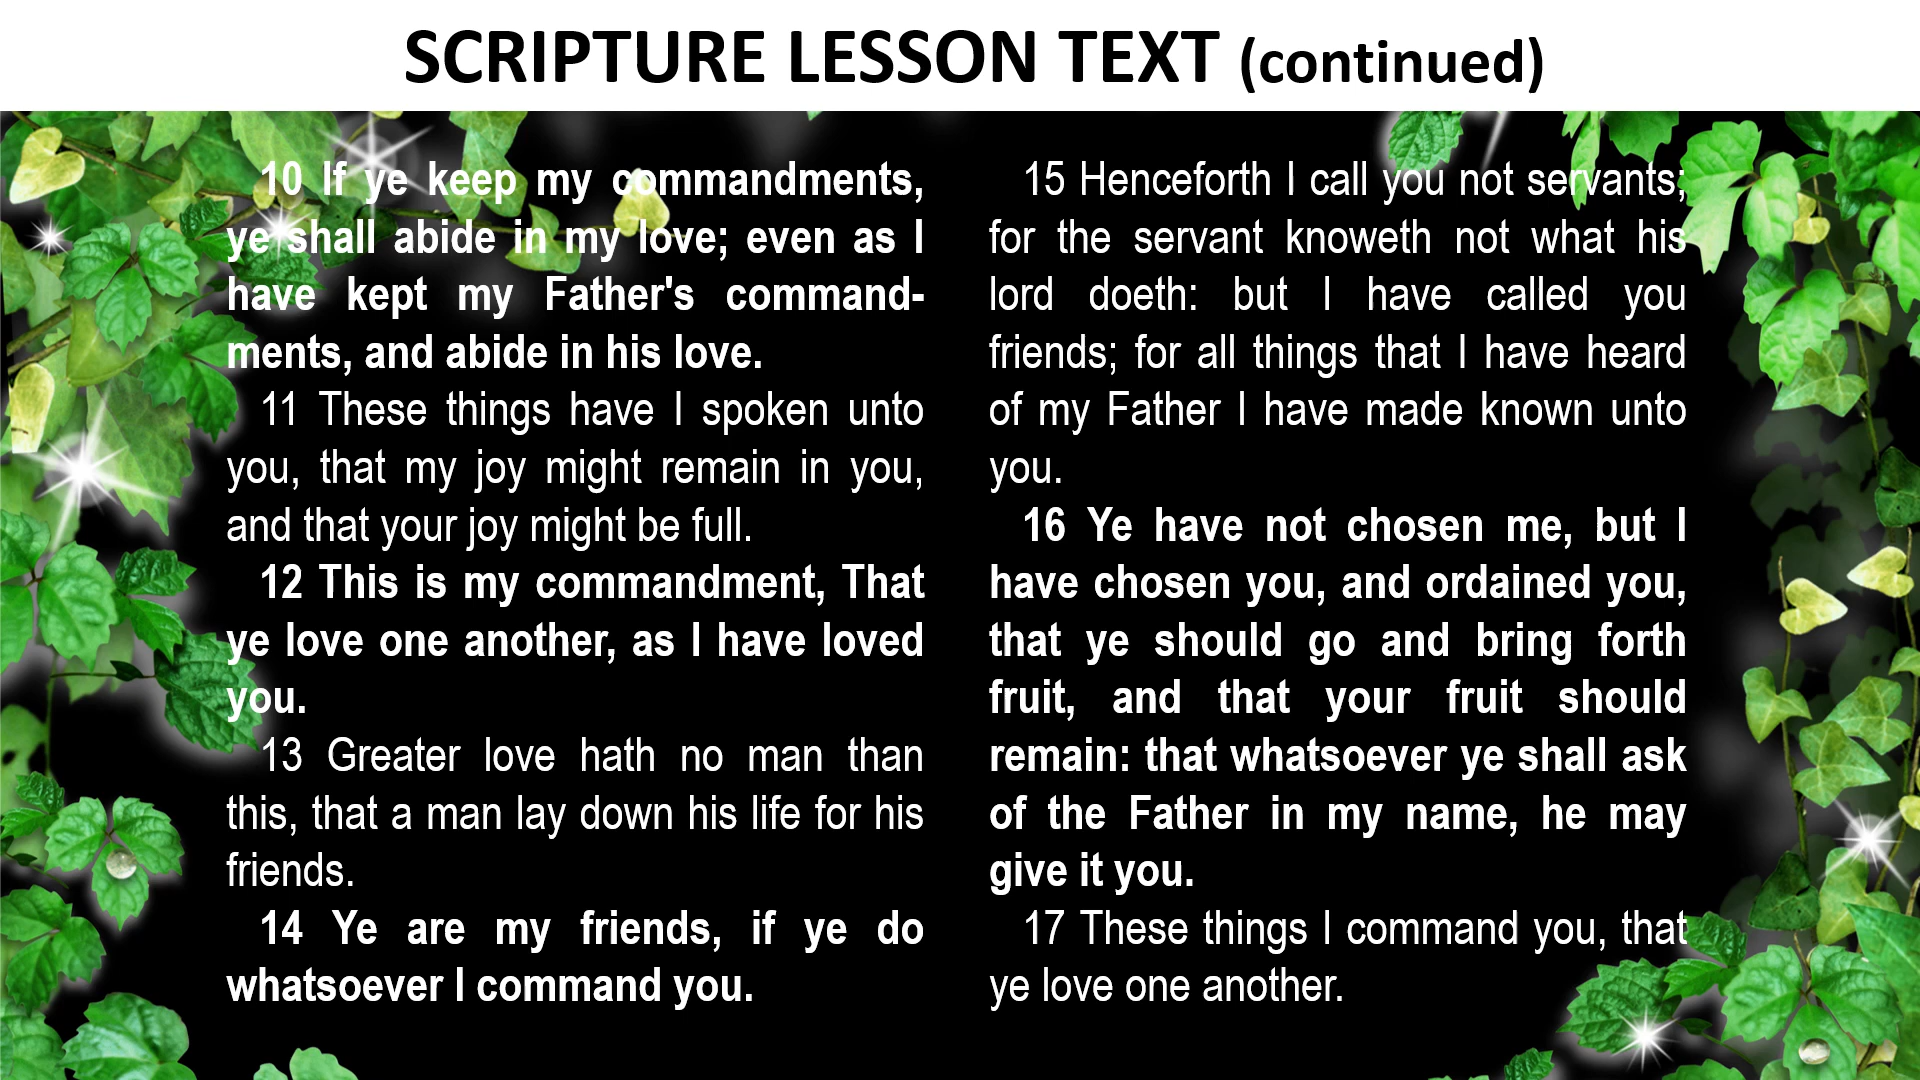 SCRIPTURE LESSON TEXT (continued)
10 If ye keep my commandments,
ye shall abide in my love; even as I
have kept my Father's command-
ments, and abide in his love.
11 These things have I spoken unto
you, that my joy might remain in you,
and that your joy might be full.
12 This is my commandment, That
ye love one another, as I have loved
you.
13 Greater love hath no man than
this, that a man lay down his life for his
friends.
14 Ye are my friends, if ye do
whatsoever I command you.
15 Henceforth I call you not servants;
for the servant knoweth not what his
lord doeth: but I have called you
friends; for all things that I have heard
of my Father I have made known unto
you.
16 Ye have not chosen me, but I
have chosen you, and ordained you,
that ye should go and bring forth
fruit, and that your fruit should
remain: that whatsoever ye shall ask
of the Father in my name, he may
give it you.
17 These things I command you, that
ye love one another.